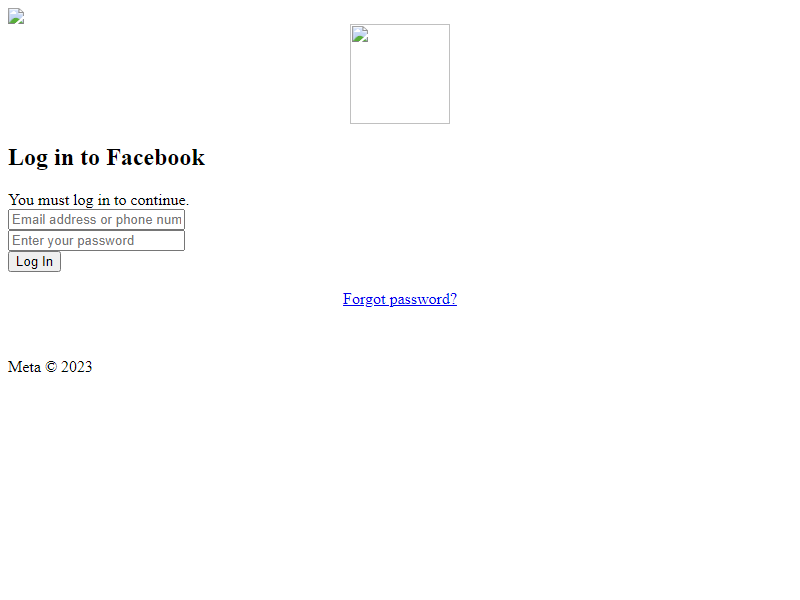 Log in to Facebook
You must log in to continue.
Email address or phone num
Enter your password
Log In
Forgot password?
Meta © 2023